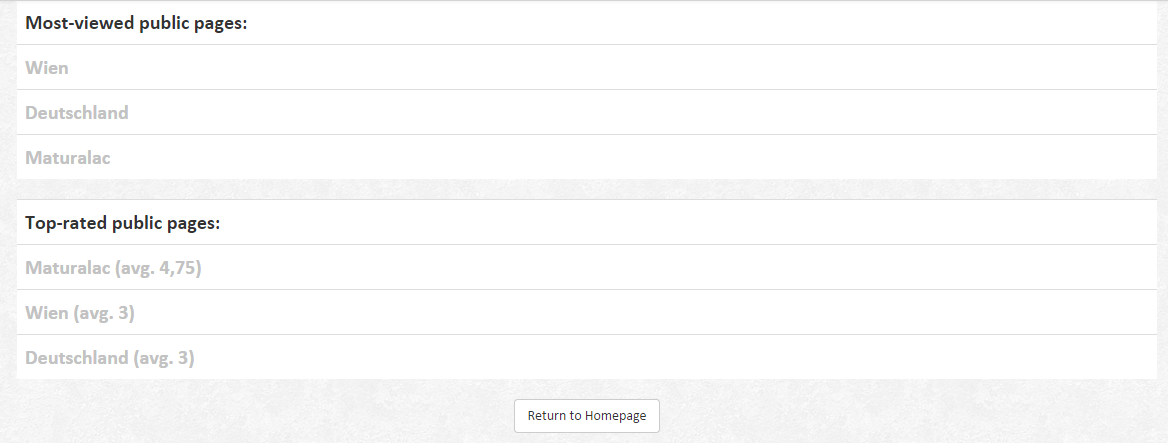 Most-viewed public pages:
Wien
Deutschland
Maturalac
Top-rated public pages:
Maturalac (avg. 4,75)
Wien (avg. 3)
Deutschland (avg. 3)
Return to Homepage